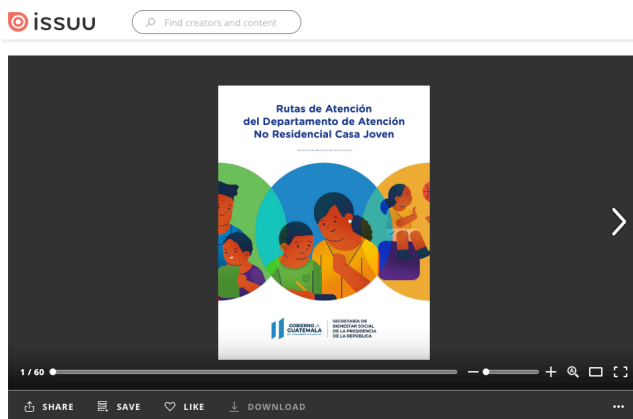 issuu
Find creators and content
Rutas de Atención
del Departamento de Atención
No Residencial Casa Joven
GOBIERNO de
GUATEMALA
SECRETARÍA DE
BIENESTAR SOCIAL
DE LA PRESIDENCIA
DE LA REPÚBLICA
1 / 60
SHARE
SAVE
LIKE
DOWNLOAD